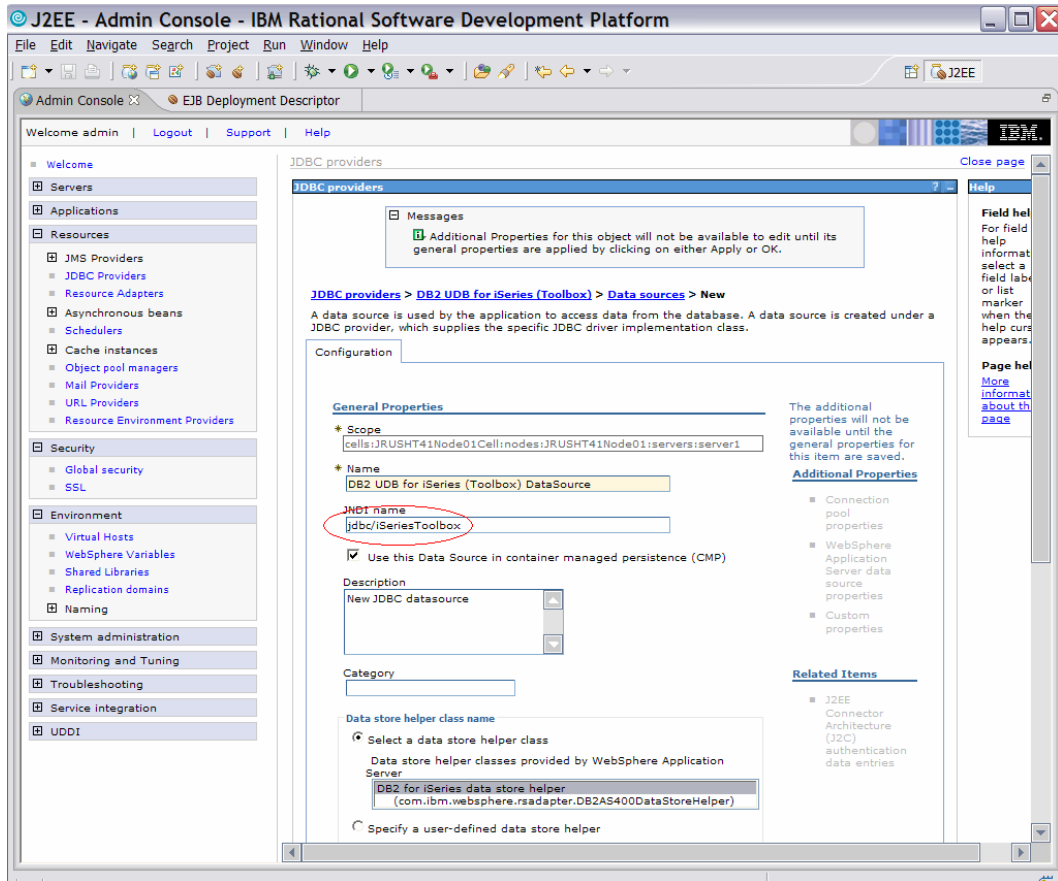 J2EE - Admin Console - IBM Rational Software Development Platform
File Edit Navigate Search Project Run Window Help
J2EE
Admin Console
EJB Deployment Descriptor
Welcome admin | Logout | Support | Help
IBM.
Welcome
Servers
Applications
Resources
JMS Providers
JDBC Providers
Resource Adapters
Asynchronous beans
Schedulers
Cache instances
Object pool managers
Mail Providers
URL Providers
Resource Environment Providers
Security
Global security
SSL
Environment
Virtual Hosts
WebSphere Variables
Shared Libraries
Replication domains
Naming
System administration
Monitoring and Tuning
Troubleshooting
Service integration
UDDI
JDBC providers
Close page
JDBC providers ? -
Messages
Additional Properties for this object will not be available to edit until its
general properties are applied by clicking on either Apply or OK.
JDBC providers > DB2 UDB for iSeries (Toolbox) > Data sources > New
A data source is used by the application to access data from the database. A data source is created under a
JDBC provider, which supplies the specific JDBC driver implementation class.
Configuration
General Properties
* Scope
cells:JRUSHT41Node01Cell:nodes:JRUSHT41Node01:servers:server1
* Name
DB2 UDB for iSeries (Toolbox) DataSource
JNDI name
jdbc/iSeriesToolbox
Use this Data Source in container managed persistence (CMP)
Description
New JDBC datasource
Category
Data store helper class name
Select a data store helper class
Data store helper classes provided by WebSphere Application
Server
DB2 for iSeries data store helper
(com.ibm.websphere.rsadapter.DB2AS400DataStoreHelper)
Specify a user-defined data store helper
The additional
properties will not be
available until the
general properties for
this item are saved.
Additional Properties
Connection
pool
properties
WebSphere
Application
Server data
source
properties
Custom
properties
Related Items
J2EE
Connector
Architecture
(J2C)
authentication
data entries
Help
Field hel
For field
help
informat
select a
field labe
or list
marker
when the
help curs
appears.
Page hel
More
informat
about th
page